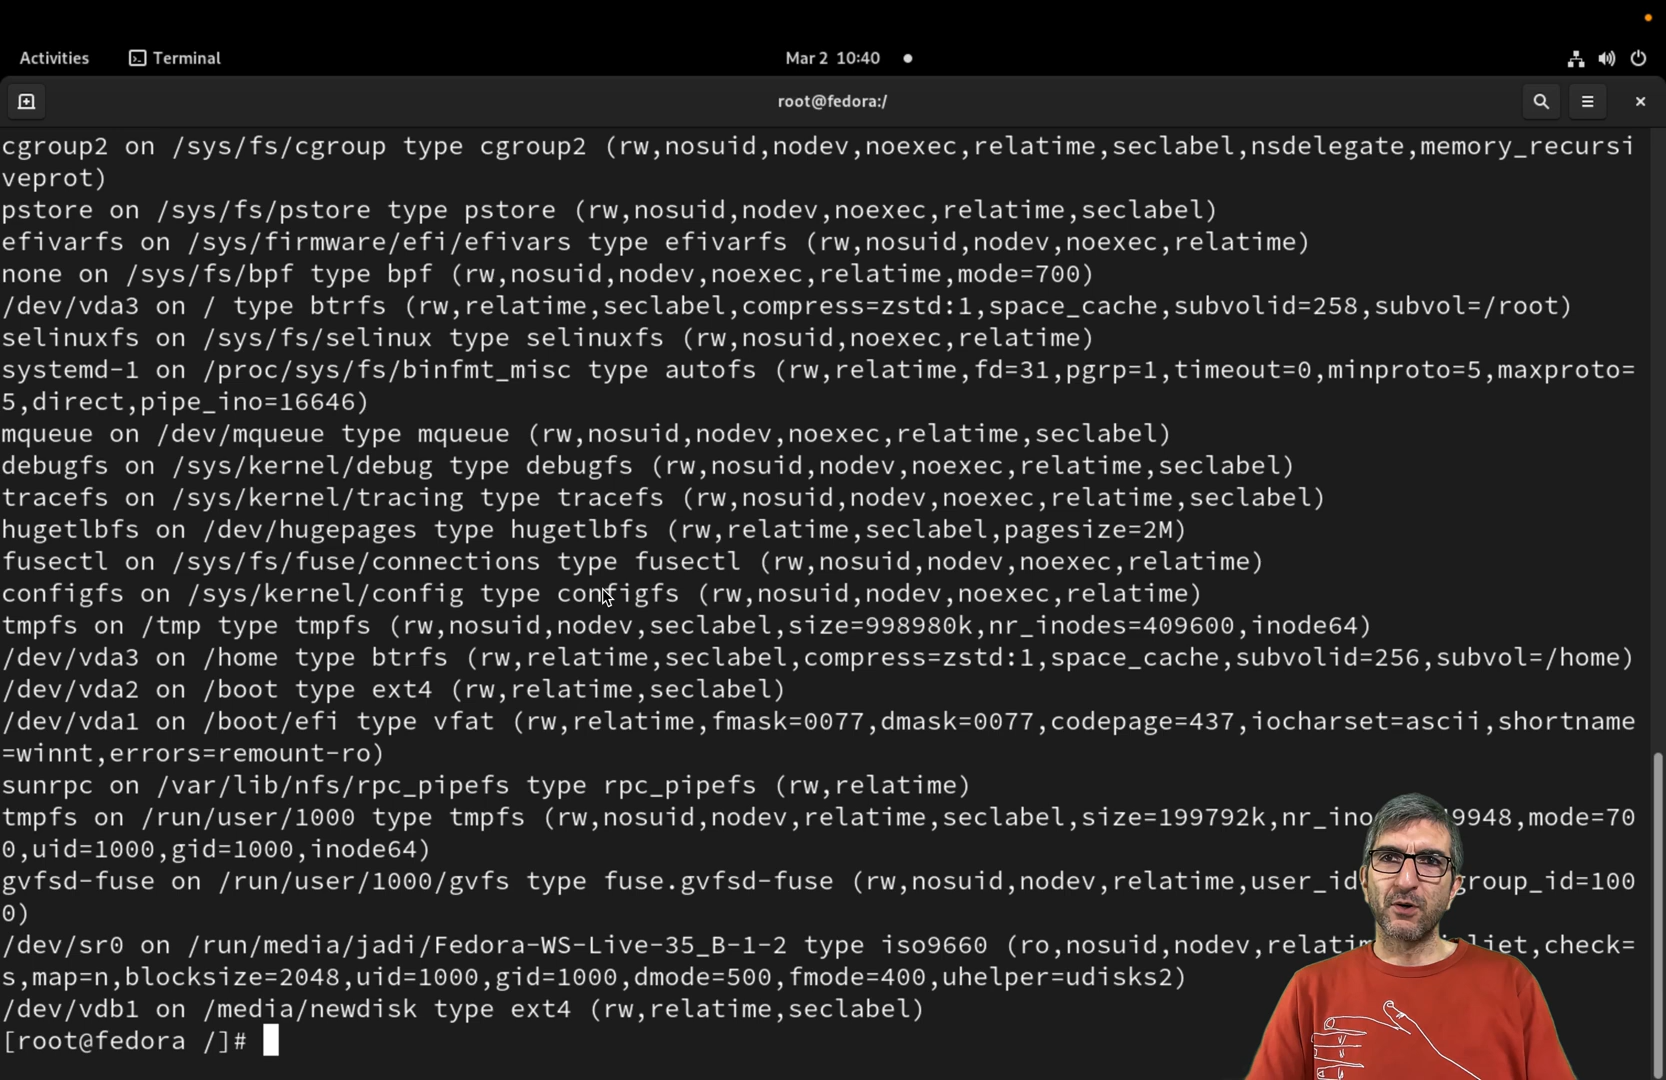 Activities Terminal Mar 2 10:40
root@fedora:/
cgroup2 on /sys/fs/cgroup type cgroup2 (rw,nosuid,nodev,noexec,relatime,seclabel,nsdelegate,memory_recursi
veprot)
pstore on /sys/fs/pstore type pstore (rw,nosuid,nodev,noexec,relatime,seclabel)
efivarfs on /sys/firmware/efi/efivars type efivarfs (rw,nosuid,nodev,noexec,relatime)
none on /sys/fs/bpf type bpf (rw,nosuid,nodev,noexec,relatime,mode=700)
/dev/vda3 on / type btrfs (rw,relatime,seclabel,compress=zstd:1,space_cache,subvolid=258,subvol=/root)
selinuxfs on /sys/fs/selinux type selinuxfs (rw,nosuid,noexec,relatime)
systemd-1 on /proc/sys/fs/binfmt_misc type autofs (rw,relatime,fd=31,pgrp=1,timeout=0,minproto=5,maxproto=
5,direct,pipe_ino=16646)
mqueue on /dev/mqueue type mqueue (rw,nosuid,nodev,noexec,relatime,seclabel)
debugfs on /sys/kernel/debug type debugfs (rw,nosuid,nodev,noexec,relatime,seclabel)
tracefs on /sys/kernel/tracing type tracefs (rw,nosuid,nodev,noexec,relatime,seclabel)
hugetlbfs on /dev/hugepages type hugetlbfs (rw,relatime,seclabel,pagesize=2M)
fusectl on /sys/fs/fuse/connections type fusectl (rw,nosuid,nodev,noexec,relatime)
configfs on /sys/kernel/config type configfs (rw,nosuid,nodev,noexec,relatime)
tmpfs on /tmp type tmpfs (rw,nosuid,nodev,seclabel,size=998980k,nr_inodes=409600,inode64)
/dev/vda3 on /home type btrfs (rw,relatime,seclabel,compress=zstd:1,space_cache,subvolid=256,subvol=/home)
/dev/vda2 on /boot type ext4 (rw,relatime,seclabel)
/dev/vda1 on /boot/efi type vfat (rw,relatime,fmask=0077,dmask=0077,codepage=437,iocharset=ascii,shortname
=winnt,errors=remount-ro)
sunrpc on /var/lib/nfs/rpc_pipefs type rpc_pipefs (rw,relatime)
tmpfs on /run/user/1000 type tmpfs (rw,nosuid,nodev,relatime,seclabel,size=199792k, 9948,mode=70
0,uid=1000,gid=1000,inode64)
gvfsd-fuse on /run/user/1000/gvfs type fuse.gvfsd-fuse (rw,nosuid,nodev,relatime,user_id group_id=100
0)
/dev/sr0 on /run/media/jadi/Fedora-WS-Live-35_B-1-2 type iso9660 (ro,nosuid,nodev, check=
s,map=n,blocksize=2048,uid=1000,gid=1000,dmode=500,fmode=400,uhelper=udisks2)
/dev/vdb1 on /media/newdisk type ext4 (rw,relatime,seclabel)
[root@fedora /]#